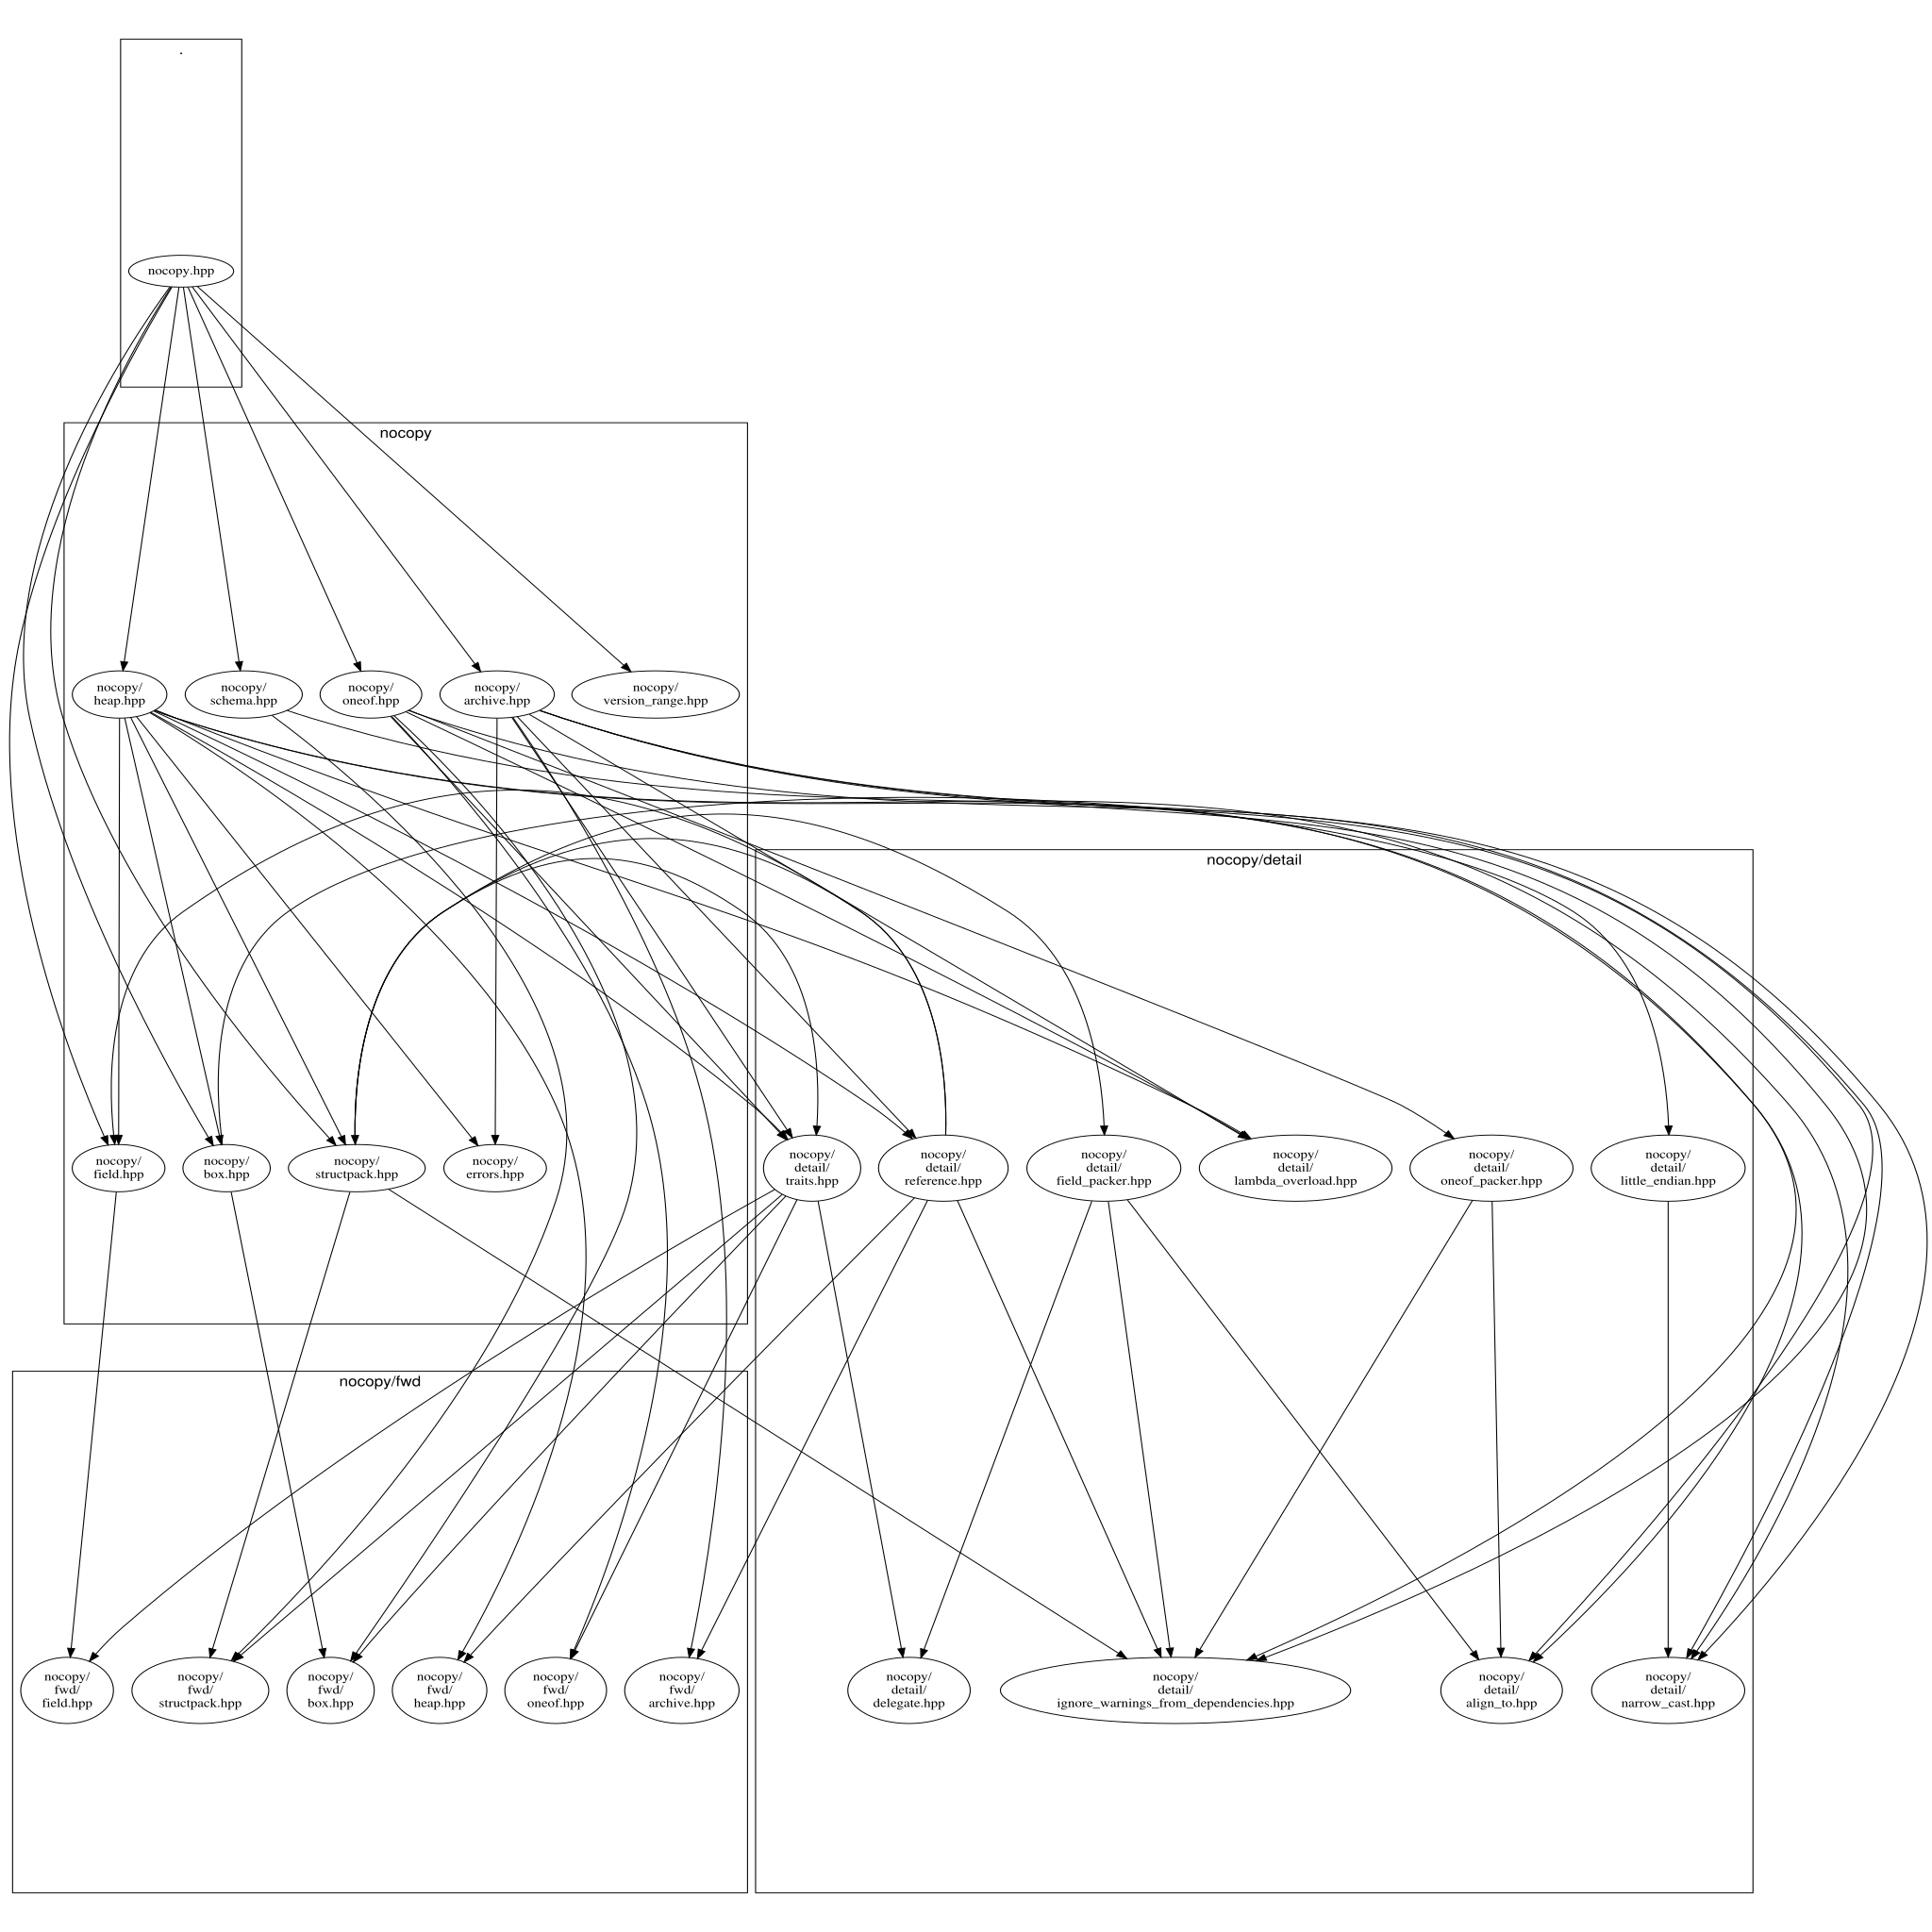 .
nocopy.hpp
nocopy
nocopy/
heap.hpp
nocopy/
schema.hpp
nocopy/
oneof.hpp
nocopy/
archive.hpp
nocopy/
version_range.hpp
nocopy/detail
nocopy/
field.hpp
nocopy/
box.hpp
nocopy/
structpack.hpp
nocopy/
errors.hpp
nocopy/
detail/
traits.hpp
nocopy/
detail/
reference.hpp
nocopy/
detail/
field_packer.hpp
nocopy/
detail/
lambda_overload.hpp
nocopy/
detail/
oneof_packer.hpp
nocopy/
detail/
little_endian.hpp
nocopy/fwd
nocopy/
fwd/
field.hpp
nocopy/
fwd/
structpack.hpp
nocopy/
fwd/
box.hpp
nocopy/
fwd/
heap.hpp
nocopy/
fwd/
oneof.hpp
nocopy/
fwd/
archive.hpp
nocopy/
detail/
delegate.hpp
nocopy/
detail/
ignore_warnings_from_dependencies.hpp
nocopy/
detail/
align_to.hpp
nocopy/
detail/
narrow_cast.hpp